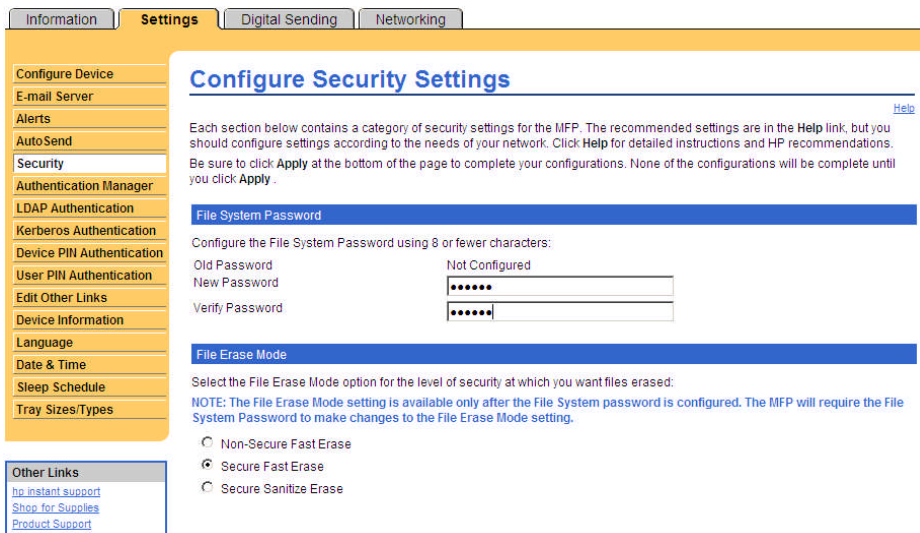 Information Settings Digital Sending Networking
Configure Device
E-mail Server
Alerts
AutoSend
Security
Authentication Manager
LDAP Authentication
Kerberos Authentication
Device PIN Authentication
User PIN Authentication
Edit Other Links
Device Information
Language
Date & Time
Sleep Schedule
Tray Sizes/Types
Other Links
hp instant support
Shop for Supplies
Product Support
Configure Security Settings
Help
Each section below contains a category of security settings for the MFP. The recommended settings are in the Help link, but you
should configure settings according to the needs of your network. Click Help for detailed instructions and HP recommendations.
Be sure to click Apply at the bottom of the page to complete your configurations. None of the configurations will be complete until
you click Apply .
File System Password
Configure the File System Password using 8 or fewer characters:
Old Password Not Configured
New Password ••••••
Verify Password ••••••
File Erase Mode
Select the File Erase Mode option for the level of security at which you want files erased:
NOTE: The File Erase Mode setting is available only after the File System password is configured. The MFP will require the File
System Password to make changes to the File Erase Mode setting.
Non-Secure Fast Erase
Secure Fast Erase
Secure Sanitize Erase